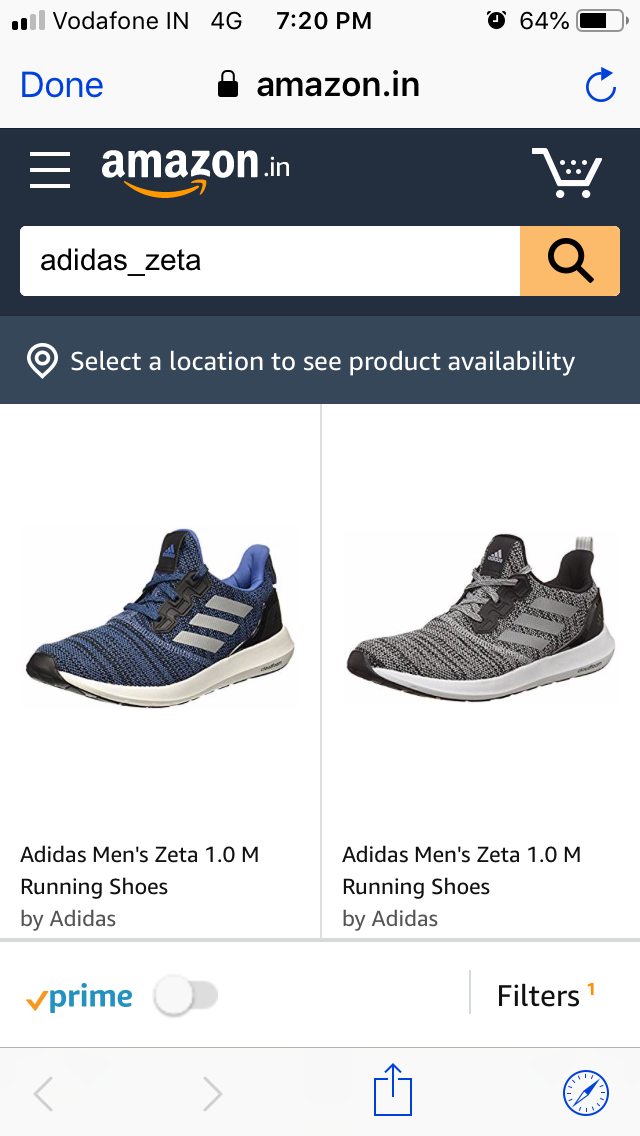 Vodafone IN 4G 7:20 PM 64%
Done amazon.in
amazon.in
adidas_zeta
Select a location to see product availability
adidas
adidas
Adidas Men's Zeta 1.0 M
Running Shoes
by Adidas
Adidas Men's Zeta 1.0 M
Running Shoes
by Adidas
prime Filters 1